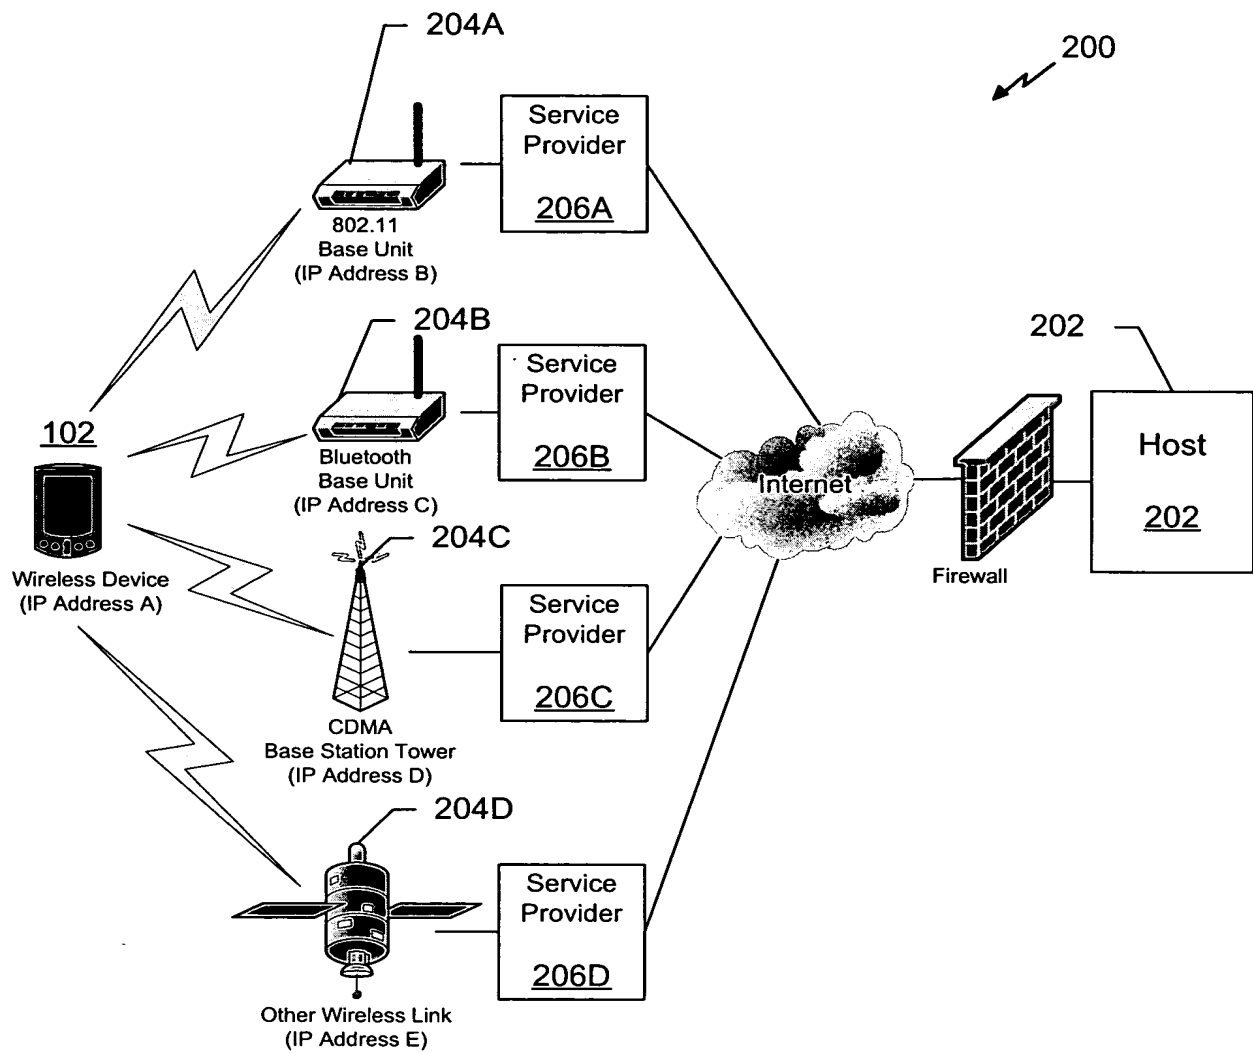 204A
200
Service
Provider
206A
802.11
Base Unit
(IP Address B)
204B
Service
Provider
206B
202
102
Bluetooth
Base Unit
(IP Address C)
Internet
Host
202
Firewall
Wireless Device
(IP Address A)
204C
Service
Provider
206C
CDMA
Base Station Tower
(IP Address D)
204D
Service
Provider
206D
Other Wireless Link
(IP Address E)